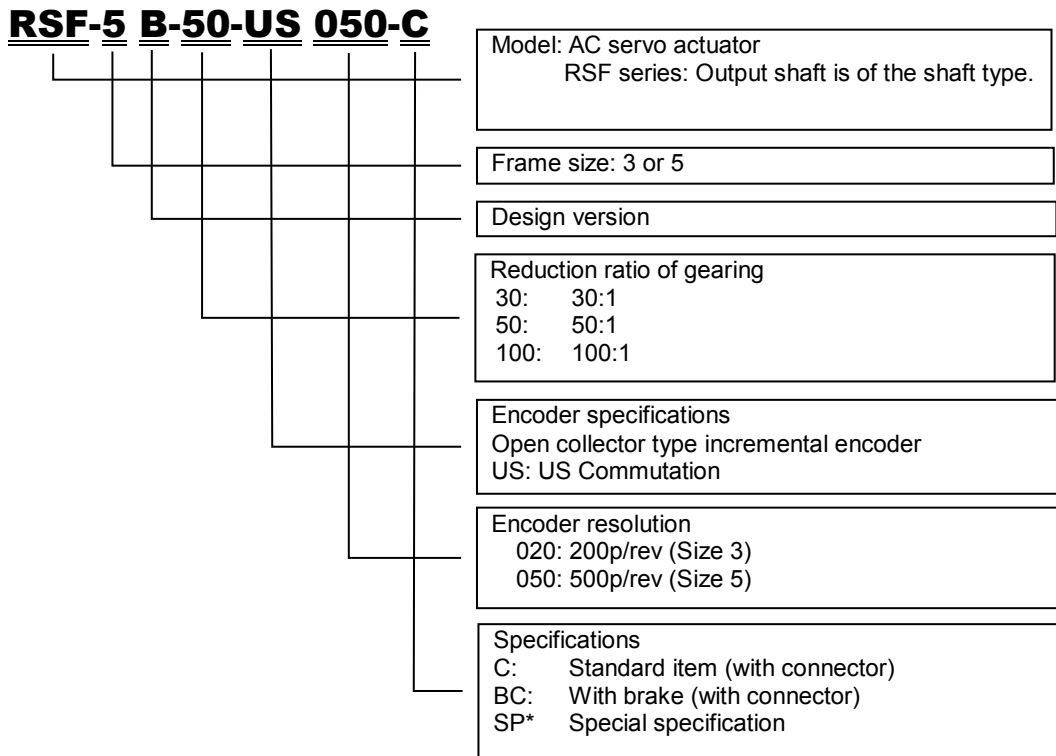 RSF-5 B-50-US 050-C
Model: AC servo actuator
RSF series: Output shaft is of the shaft type.
Frame size: 3 or 5
Design version
Reduction ratio of gearing
30: 30:1
50: 50:1
100: 100:1
Encoder specifications
Open collector type incremental encoder
US: US Commutation
Encoder resolution
020: 200p/rev (Size 3)
050: 500p/rev (Size 5)
Specifications
C: Standard item (with connector)
BC: With brake (with connector)
SP* Special specification